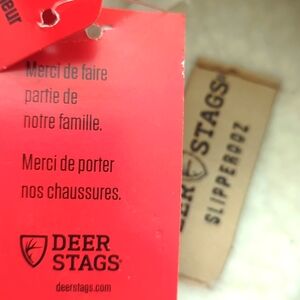 eur
Merci de faire
partie de
notre famille.
Merci de porter
nos chaussures.
DEER
STAGS
deerstags.com
DEER STAGS
SLIPPEROOZ